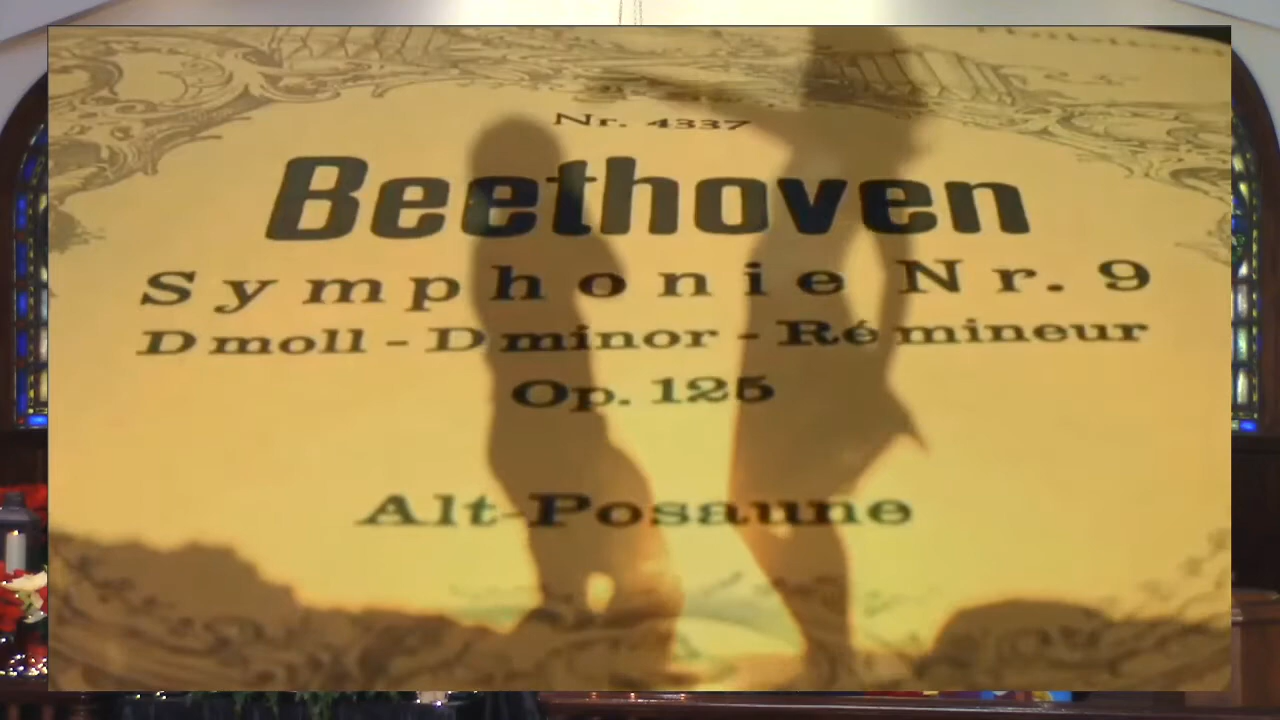 Nr. 4337
Beethoven
Symphonie Nr. 9
D moll - D minor - Ré mineur
Op. 125
Alt-Posaune